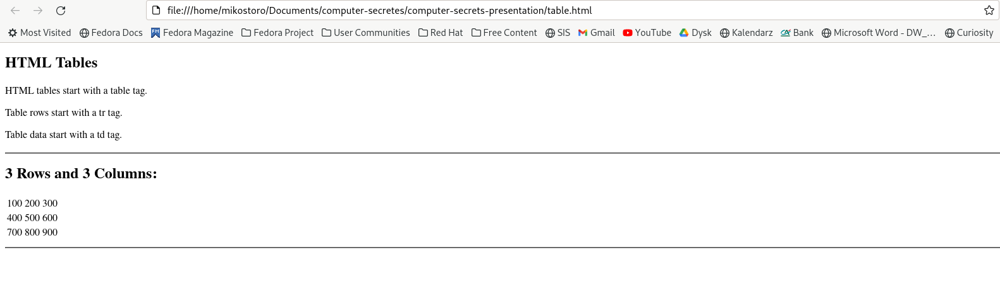 file:///home/mikostoro/Documents/computer-secretes/computer-secrets-presentation/table.html
Most Visited Fedora Docs Fedora Magazine Fedora Project User Communities Red Hat Free Content SIS Gmail YouTube Dysk Kalendarz Bank Microsoft Word - DW_... Curiosity
HTML Tables
HTML tables start with a table tag.
Table rows start with a tr tag.
Table data start with a td tag.
3 Rows and 3 Columns:
100 200 300
400 500 600
700 800 900